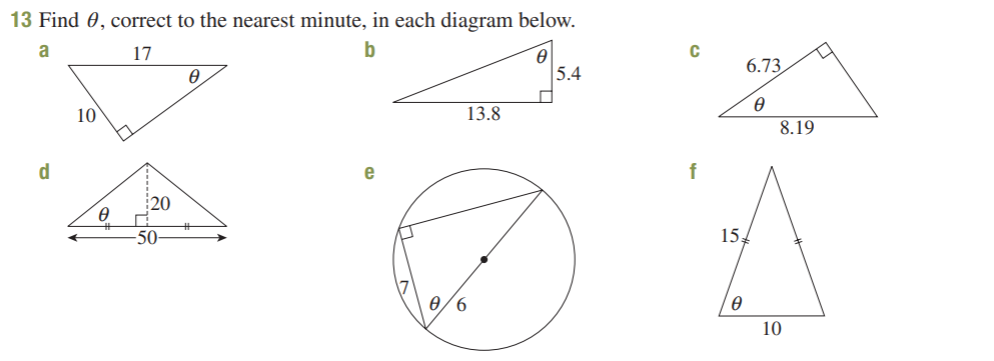 13 Find θ, correct to the nearest minute, in each diagram below.
a
17
θ
10
b
θ
5.4
13.8
c
6.73
θ
8.19
d
θ
20
50
e
7
θ
6
f
15
θ
10